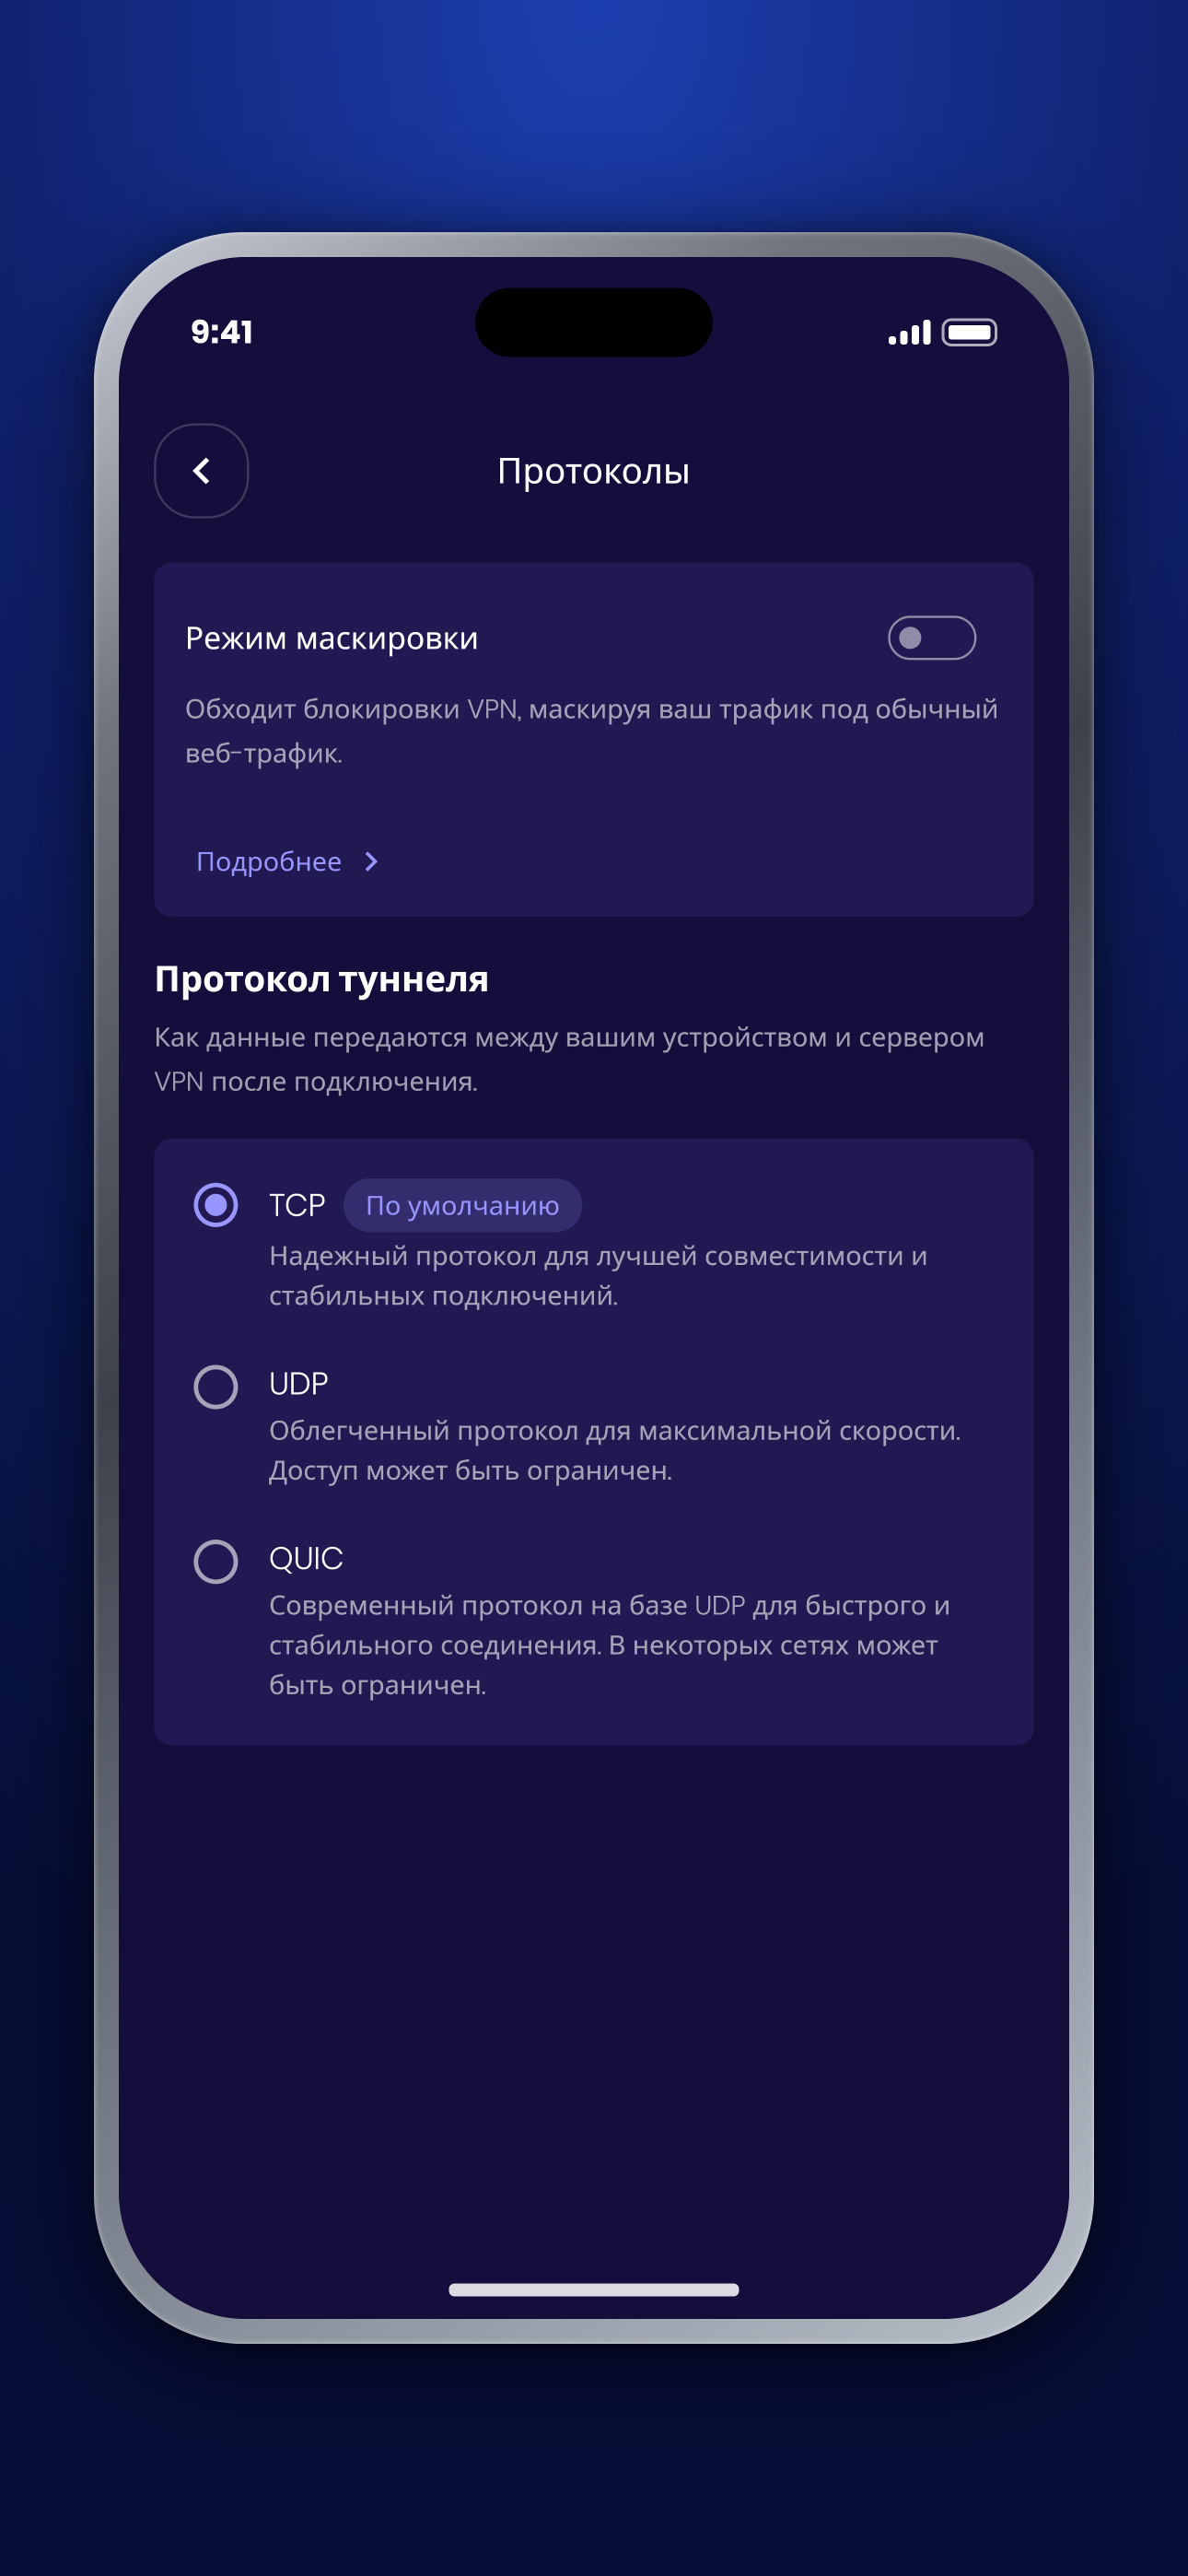 9:41
Протоколы
Режим маскировки
Обходит блокировки VPN, маскируя ваш трафик под обычный
веб-трафик.
Подробнее
Протокол туннеля
Как данные передаются между вашим устройством и сервером
VPN после подключения.
TCP По умолчанию
Надежный протокол для лучшей совместимости и
стабильных подключений.
UDP
Облегченный протокол для максимальной скорости.
Доступ может быть ограничен.
QUIC
Современный протокол на базе UDP для быстрого и
стабильного соединения. В некоторых сетях может
быть ограничен.